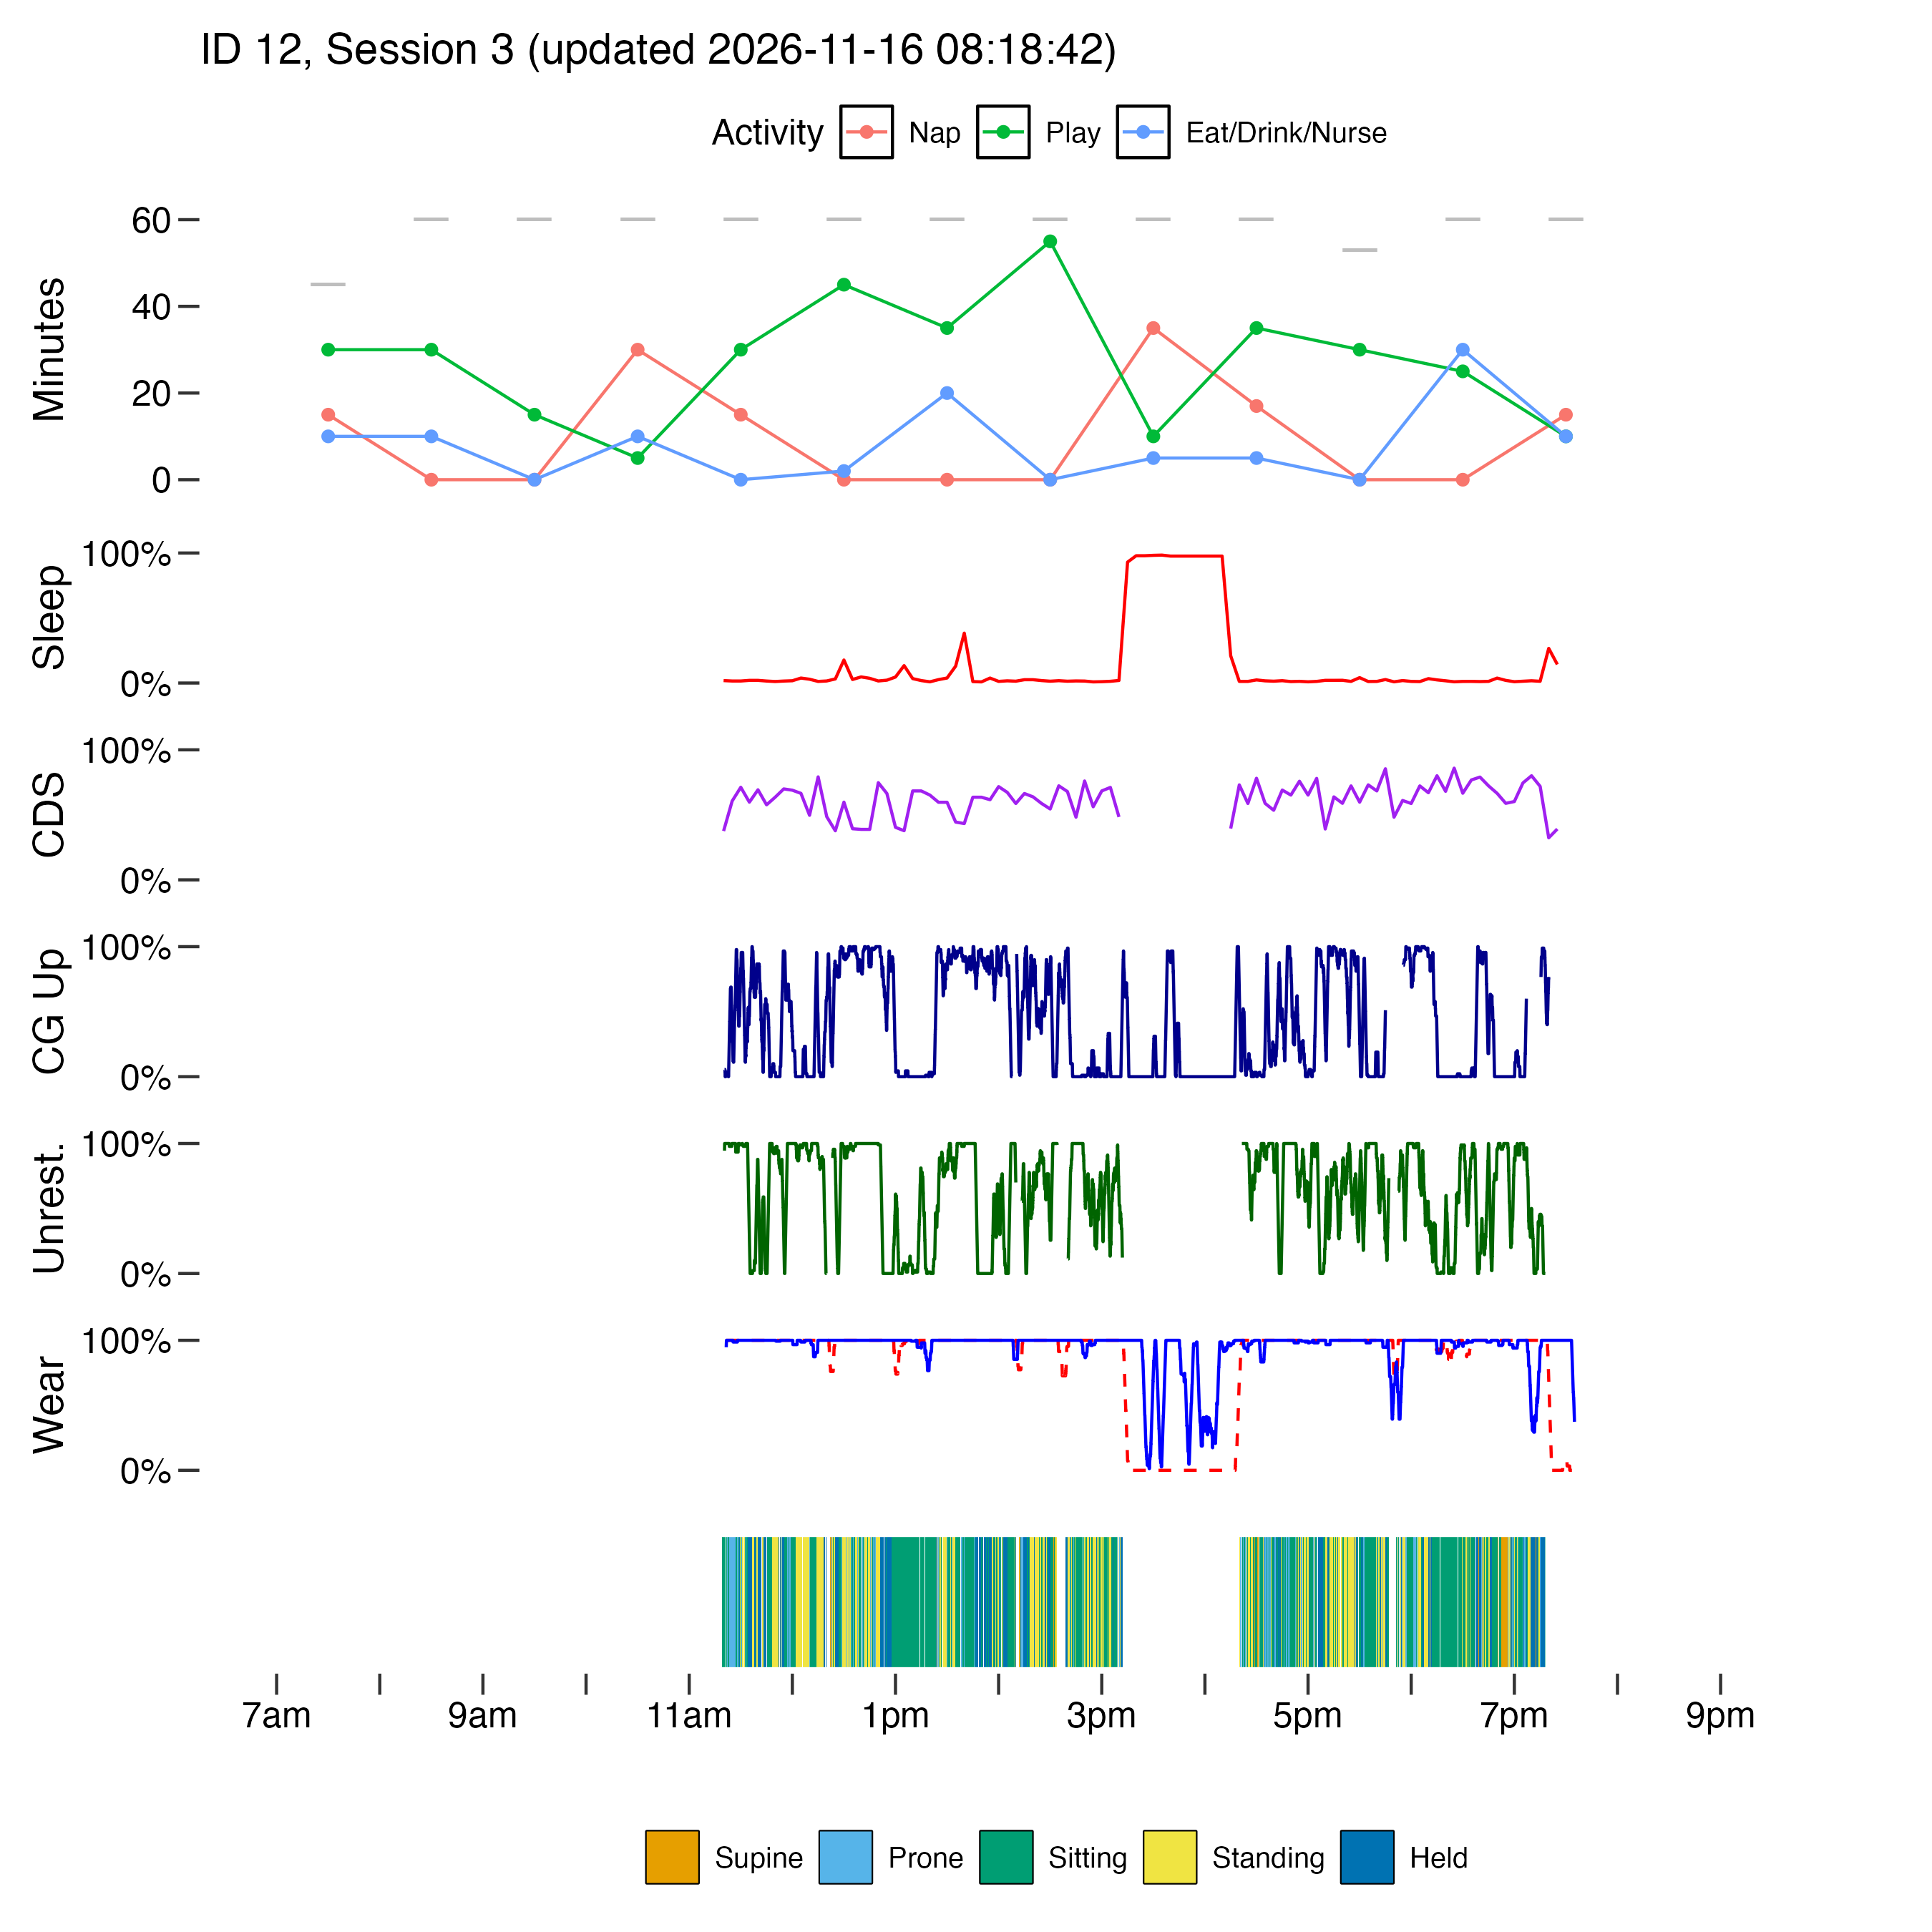 ID 12, Session 3 (updated 2026-11-16 08:18:42)
Activity Nap Play Eat/Drink/Nurse
Minutes
60
40
20
0
Sleep
100%
0%
CDS
100%
0%
CG Up
100%
0%
Unrest.
100%
0%
Wear
100%
0%
7am 9am 11am 1pm 3pm 5pm 7pm 9pm
Supine Prone Sitting Standing Held